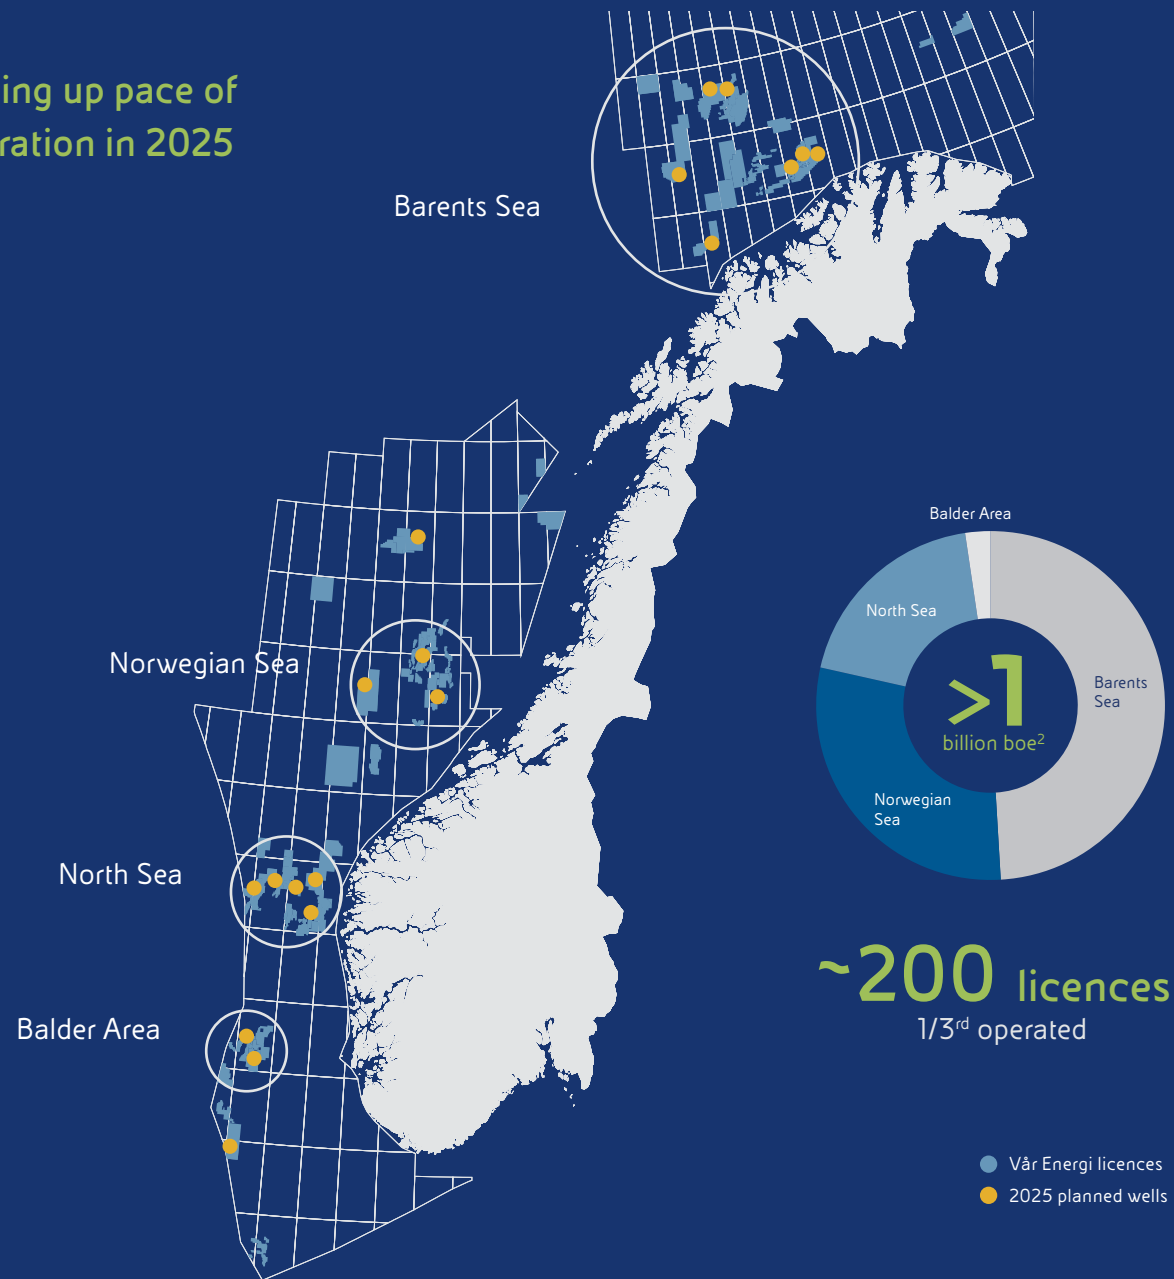 ing up pace of
ration in 2025
Barents Sea
Norwegian Sea
North Sea
Balder Area
Balder Area
North Sea
Barents
Sea
Norwegian
Sea
>1
billion boe²
~200 licences
1/3ʳᵈ operated
Vår Energi licences
2025 planned wells